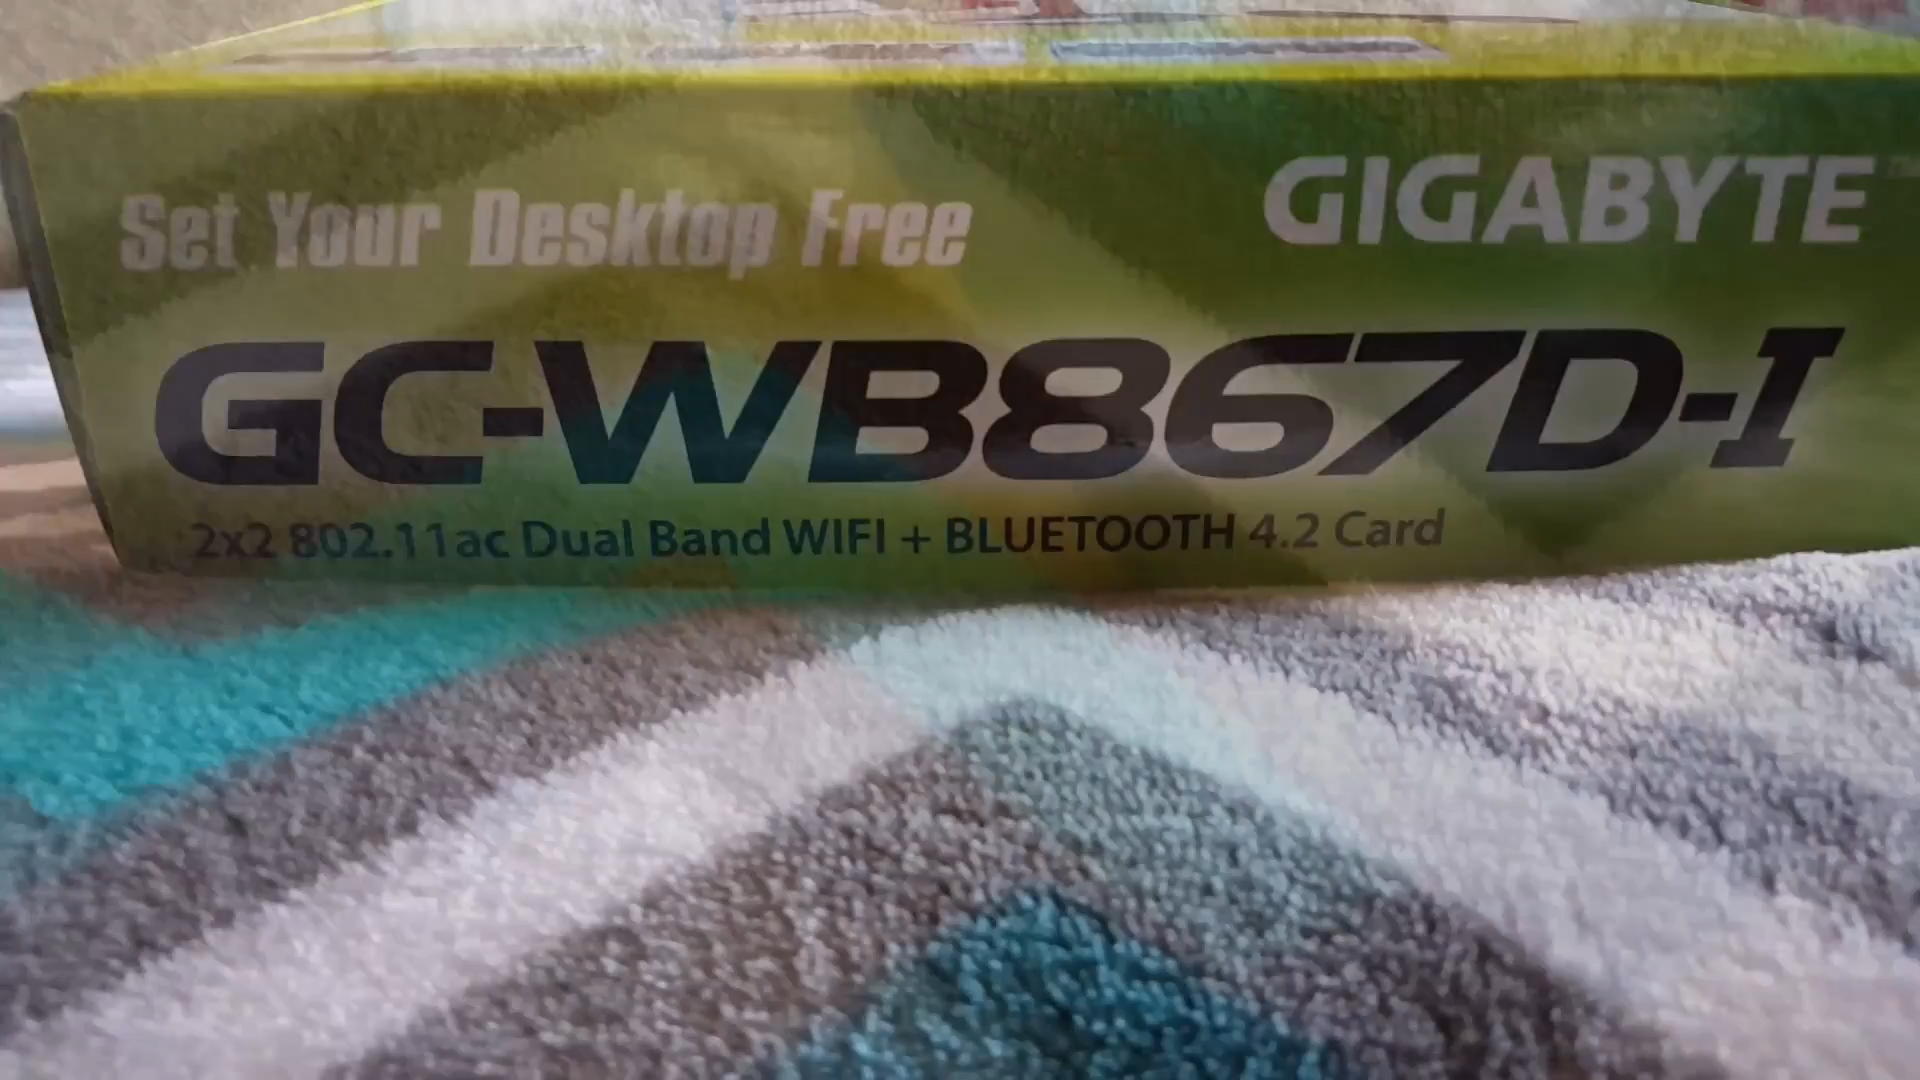 GIGABYTE
Set Your Desktop Free
GC-WB867D-I
2x2 802.11ac Dual Band WIFI + BLUETOOTH 4.2 Card